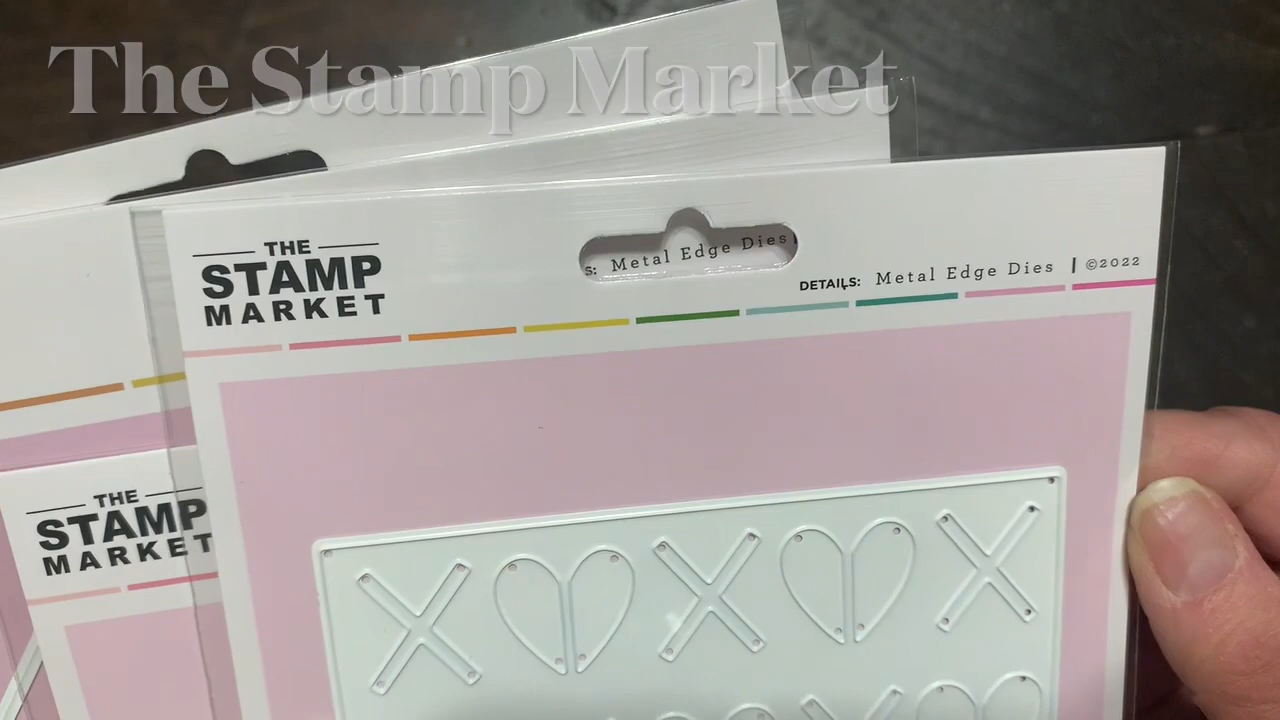 The Stamp Market
THE
STAMP
MARKET
s: Metal Edge Dies
DETAILS: Metal Edge Dies | ©2022
THE
STAMP
MARKET